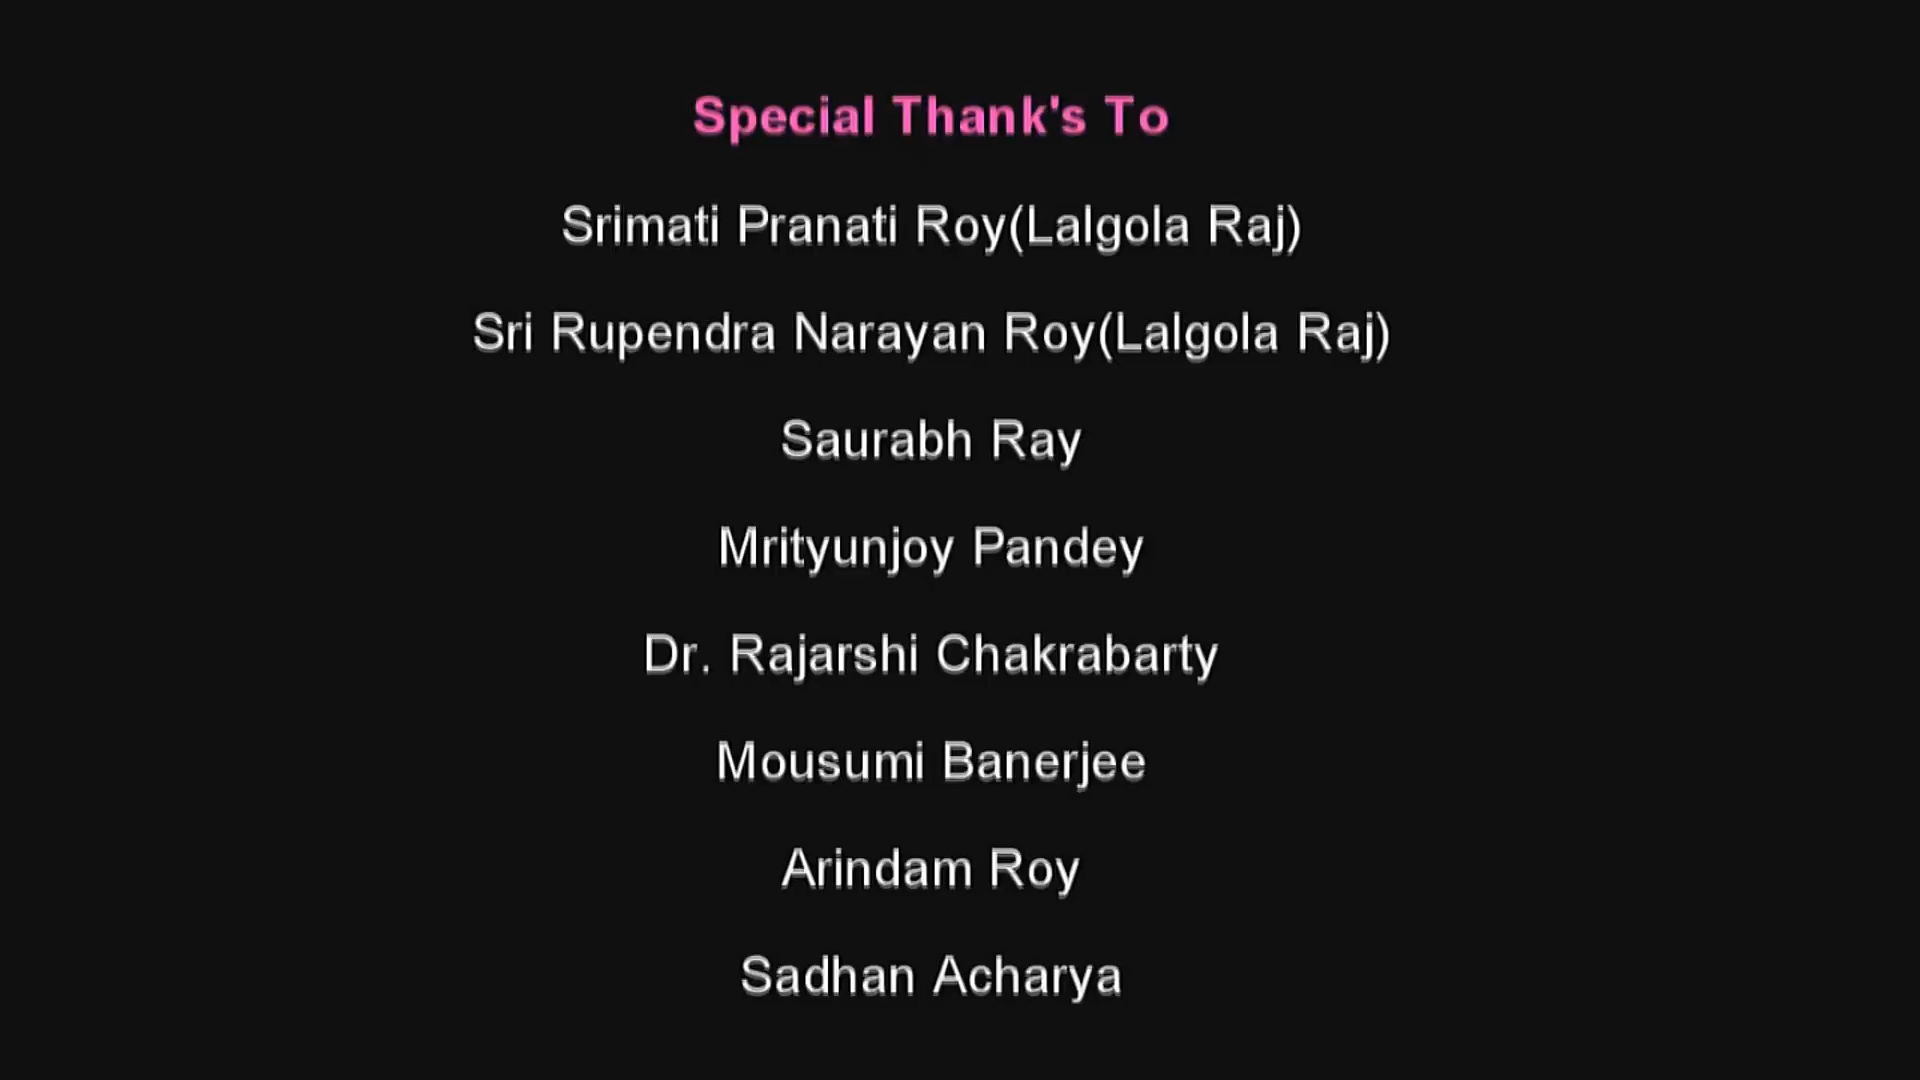 Special Thank's To
Srimati Pranati Roy(Lalgola Raj)
Sri Rupendra Narayan Roy(Lalgola Raj)
Saurabh Ray
Mrityunjoy Pandey
Dr. Rajarshi Chakrabarty
Mousumi Banerjee
Arindam Roy
Sadhan Acharya